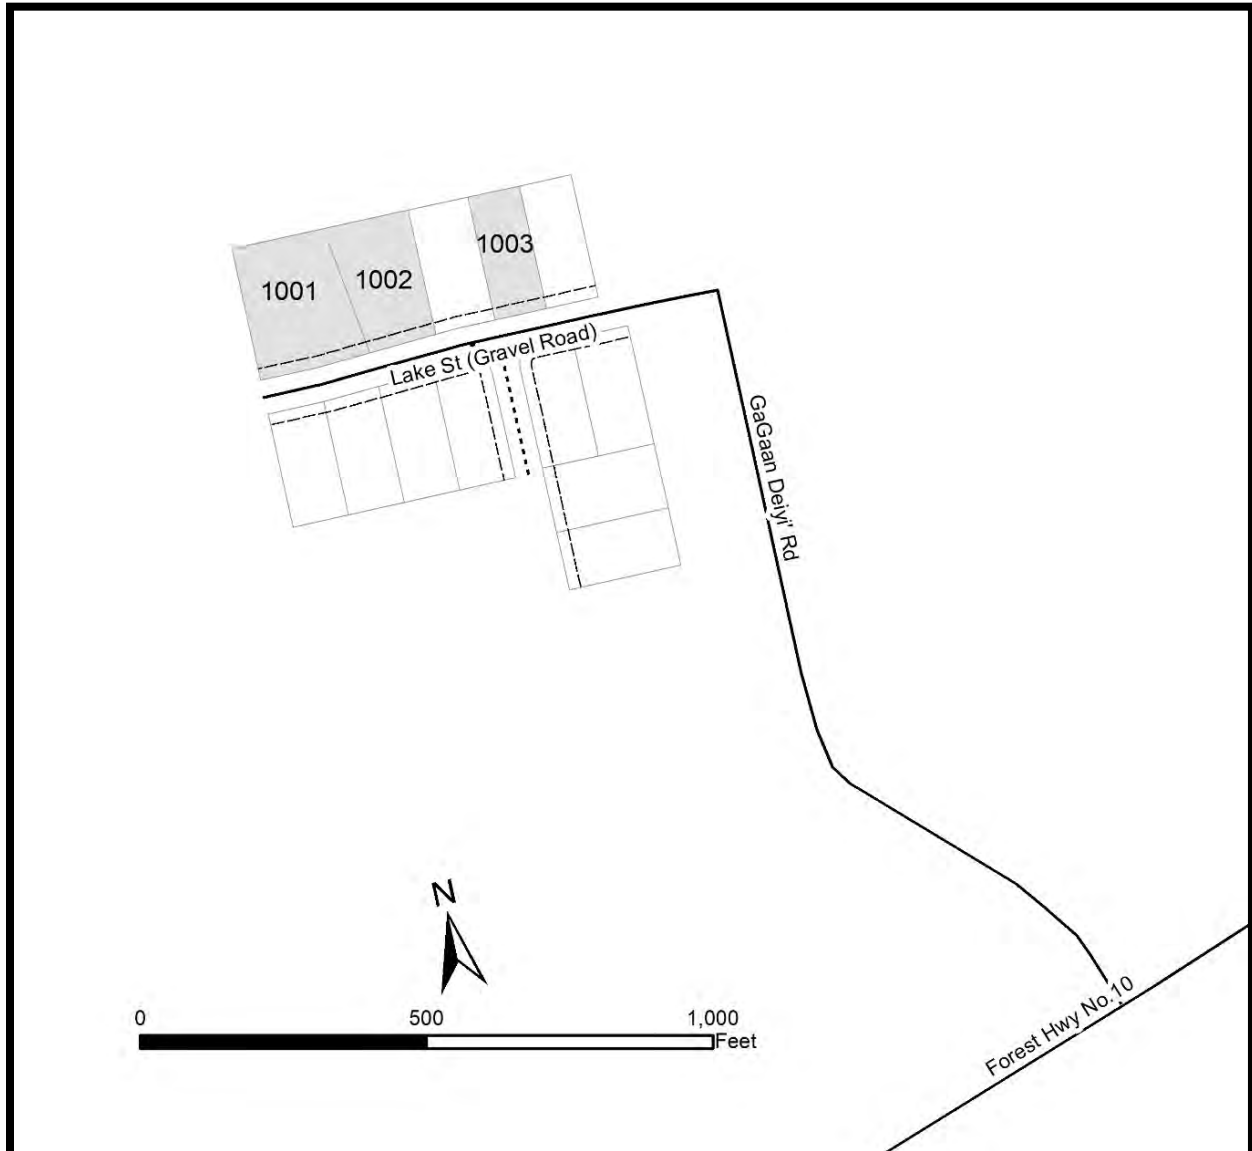 1003
1002
1001
Lake St (Gravel Road)
GaGaan Deiyi' Rd
N
0 500 1,000
Feet
Forest Hwy No.10